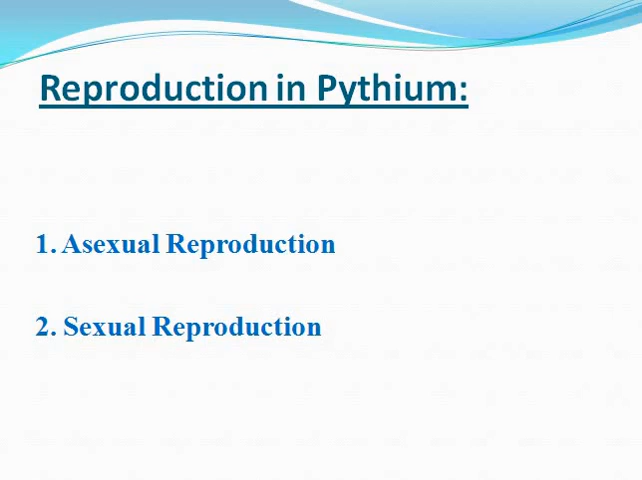 Reproduction in Pythium:
1. Asexual Reproduction
2. Sexual Reproduction